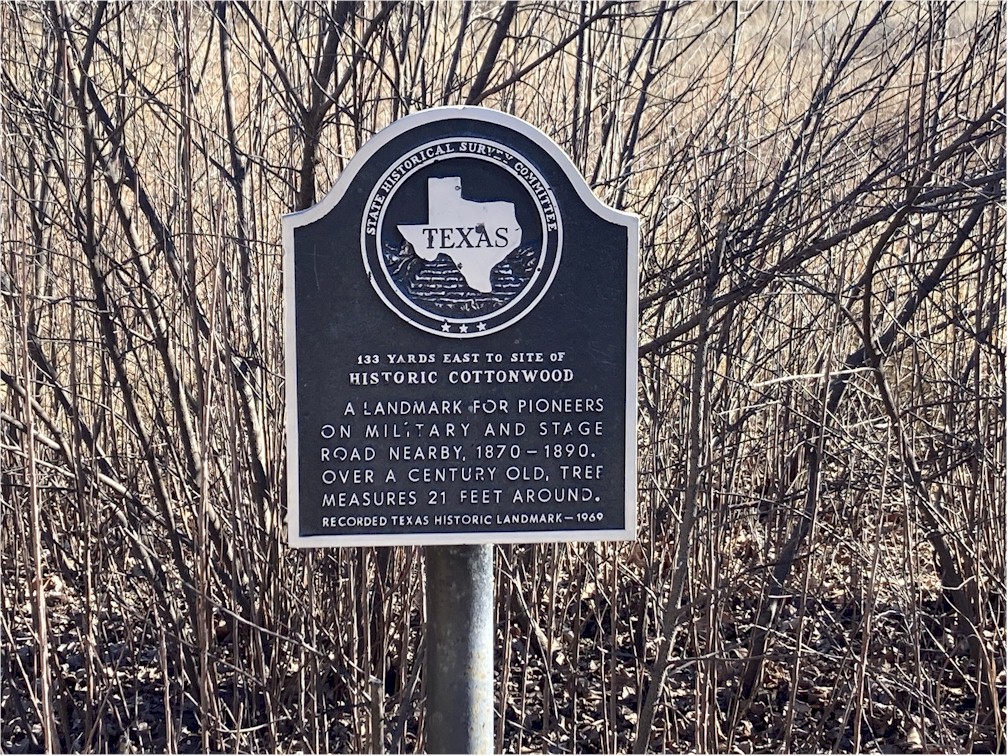 STATE HISTORICAL SURVEY COMMITTEE
TEXAS
133 YARDS EAST TO SITE OF
HISTORIC COTTONWOOD
A LANDMARK FOR PIONEERS
ON MILITARY AND STAGE
ROAD NEARBY, 1870 – 1890.
OVER A CENTURY OLD, TREE
MEASURES 21 FEET AROUND.
RECORDED TEXAS HISTORIC LANDMARK – 1969